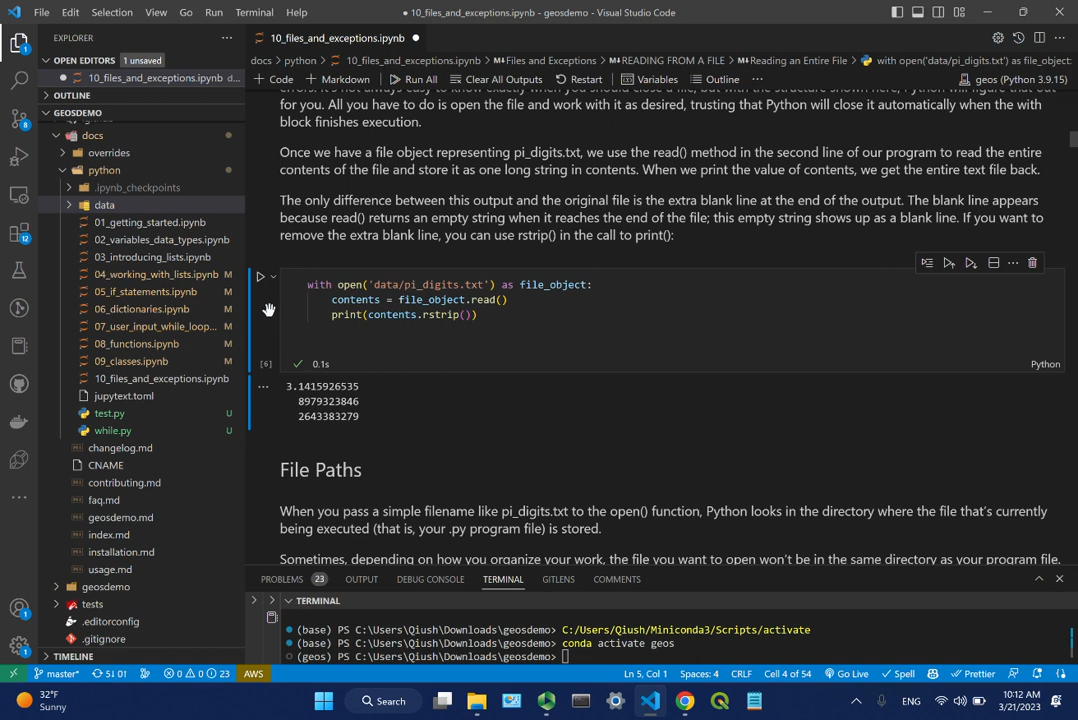 File Edit Selection View Go Run Terminal Help
● 10_files_and_exceptions.ipynb - geosdemo - Visual Studio Code
EXPLORER
OPEN EDITORS 1 unsaved
10_files_and_exceptions.ipynb d...
OUTLINE
GEOSDEMO
docs
overrides
python
.ipynb_checkpoints
data
01_getting_started.ipynb
02_variables_data_types.ipynb
03_introducing_lists.ipynb
04_working_with_lists.ipynb M
05_if_statements.ipynb M
06_dictionaries.ipynb M
07_user_input_while_loop... M
08_functions.ipynb M
09_classes.ipynb M
10_files_and_exceptions.ipynb
jupytext.toml
test.py U
while.py U
changelog.md
CNAME
contributing.md
faq.md
geosdemo.md
index.md
installation.md
usage.md
geosdemo
tests
.editorconfig
.gitignore
TIMELINE
10_files_and_exceptions.ipynb
docs > python > 10_files_and_exceptions.ipynb > Files and Exceptions > READING FROM A FILE > Reading an Entire File > with open('data/pi_digits.txt') as file_object:
+ Code + Markdown Run All Clear All Outputs Restart Variables Outline ... geos (Python 3.9.15)
errors. It's not always easy to know exactly when you should close a file, but with the structure shown here, Python will figure that out
for you. All you have to do is open the file and work with it as desired, trusting that Python will close it automatically when the with
block finishes execution.
Once we have a file object representing pi_digits.txt, we use the read() method in the second line of our program to read the entire
contents of the file and store it as one long string in contents. When we print the value of contents, we get the entire text file back.
The only difference between this output and the original file is the extra blank line at the end of the output. The blank line appears
because read() returns an empty string when it reaches the end of the file; this empty string shows up as a blank line. If you want to
remove the extra blank line, you can use rstrip() in the call to print():
with open('data/pi_digits.txt') as file_object:
contents = file_object.read()
print(contents.rstrip())
[6] 0.1s Python
3.1415926535
8979323846
2643383279
File Paths
When you pass a simple filename like pi_digits.txt to the open() function, Python looks in the directory where the file that's currently
being executed (that is, your .py program file) is stored.
Sometimes, depending on how you organize your work, the file you want to open won't be in the same directory as your program file.
PROBLEMS 23 OUTPUT DEBUG CONSOLE TERMINAL GITLENS COMMENTS
TERMINAL
(base) PS C:\Users\Qiush\Downloads\geosdemo> C:/Users/Qiush/Miniconda3/Scripts/activate
(base) PS C:\Users\Qiush\Downloads\geosdemo> conda activate geos
(geos) PS C:\Users\Qiush\Downloads\geosdemo>
master* 5↓ 0↑ 0 0 23 AWS Ln 5, Col 1 Spaces: 4 CRLF Cell 4 of 54 Go Live Spell Prettier
32°F
Sunny
Search
ENG
10:12 AM
3/21/2023